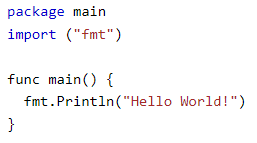 package main
import ("fmt")

func main() {
  fmt.Println("Hello World!")
}